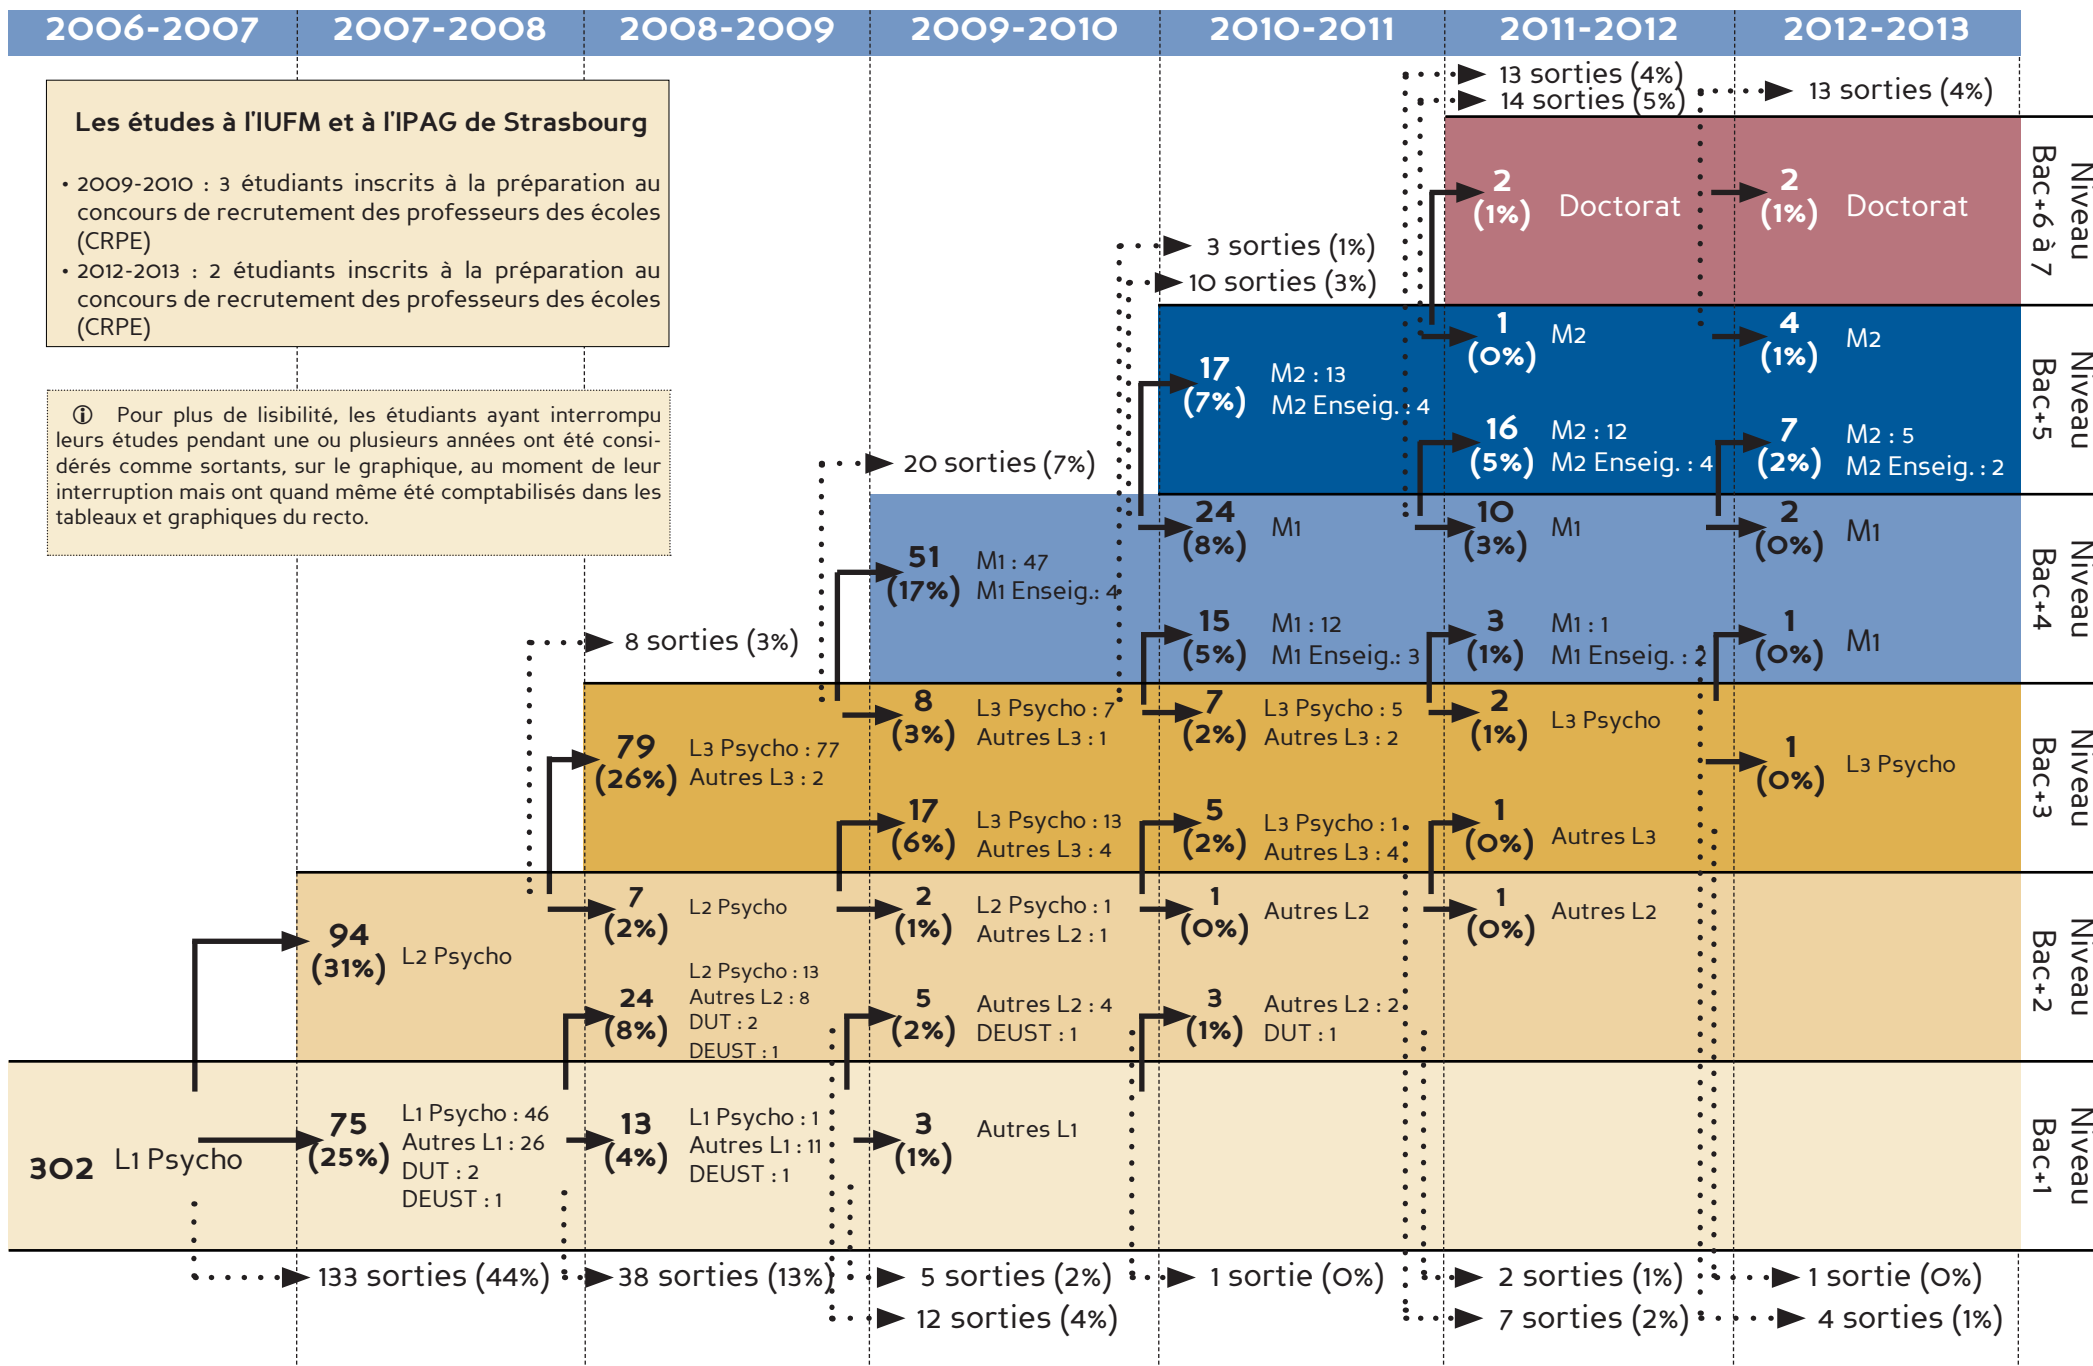 2006-2007
2007-2008
2008-2009
2009-2010
2010-2011
2011-2012
2012-2013
Les études à l'IUFM et à l'IPAG de Strasbourg
• 2009-2010 : 3 étudiants inscrits à la préparation au
concours de recrutement des professeurs des écoles
(CRPE)
• 2012-2013 : 2 étudiants inscrits à la préparation au
concours de recrutement des professeurs des écoles
(CRPE)
ⓘ Pour plus de lisibilité, les étudiants ayant interrompu
leurs études pendant une ou plusieurs années ont été consi-
dérés comme sortants, sur le graphique, au moment de leur
interruption mais ont quand même été comptabilisés dans les
tableaux et graphiques du recto.
13 sorties (4%)
14 sorties (5%)
13 sorties (4%)
2
(1%)
Doctorat
2
(1%)
Doctorat
Niveau
Bac+6 à 7
3 sorties (1%)
10 sorties (3%)
17
(7%)
M2 : 13
M2 Enseig. : 4
1
(0%)
M2
4
(1%)
M2
16
(5%)
M2 : 12
M2 Enseig. : 4
7
(2%)
M2 : 5
M2 Enseig. : 2
Niveau
Bac+5
20 sorties (7%)
51
(17%)
M1 : 47
M1 Enseig.: 4
24
(8%)
M1
10
(3%)
M1
2
(0%)
M1
15
(5%)
M1 : 12
M1 Enseig.: 3
3
(1%)
M1 : 1
M1 Enseig. : 2
1
(0%)
M1
Niveau
Bac+4
8 sorties (3%)
79
(26%)
L3 Psycho : 77
Autres L3 : 2
8
(3%)
L3 Psycho : 7
Autres L3 : 1
7
(2%)
L3 Psycho : 5
Autres L3 : 2
2
(1%)
L3 Psycho
1
(0%)
L3 Psycho
17
(6%)
L3 Psycho : 13
Autres L3 : 4
5
(2%)
L3 Psycho : 1
Autres L3 : 4
1
(0%)
Autres L3
Niveau
Bac+3
94
(31%)
L2 Psycho
7
(2%)
L2 Psycho
2
(1%)
L2 Psycho : 1
Autres L2 : 1
1
(0%)
Autres L2
1
(0%)
Autres L2
24
(8%)
L2 Psycho : 13
Autres L2 : 8
DUT : 2
DEUST : 1
5
(2%)
Autres L2 : 4
DEUST : 1
3
(1%)
Autres L2 : 2
DUT : 1
Niveau
Bac+2
302
L1 Psycho
75
(25%)
L1 Psycho : 46
Autres L1 : 26
DUT : 2
DEUST : 1
13
(4%)
L1 Psycho : 1
Autres L1 : 11
DEUST : 1
3
(1%)
Autres L1
Niveau
Bac+1
133 sorties (44%)
38 sorties (13%)
5 sorties (2%)
1 sortie (0%)
2 sorties (1%)
1 sortie (0%)
12 sorties (4%)
7 sorties (2%)
4 sorties (1%)